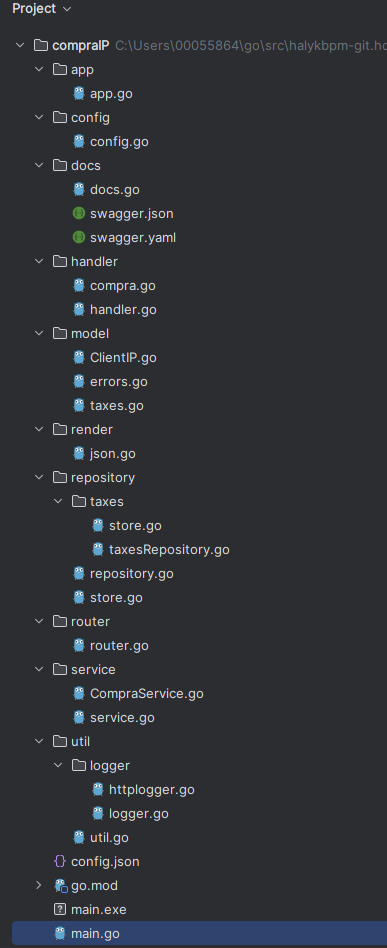 Project
compraIP C:\Users\00055864\go\src\halykbpm-git.hc
app
app.go
config
config.go
docs
docs.go
swagger.json
swagger.yaml
handler
compra.go
handler.go
model
ClientIP.go
errors.go
taxes.go
render
json.go
repository
taxes
store.go
taxesRepository.go
repository.go
store.go
router
router.go
service
CompraService.go
service.go
util
logger
httplogger.go
logger.go
util.go
config.json
go.mod
main.exe
main.go